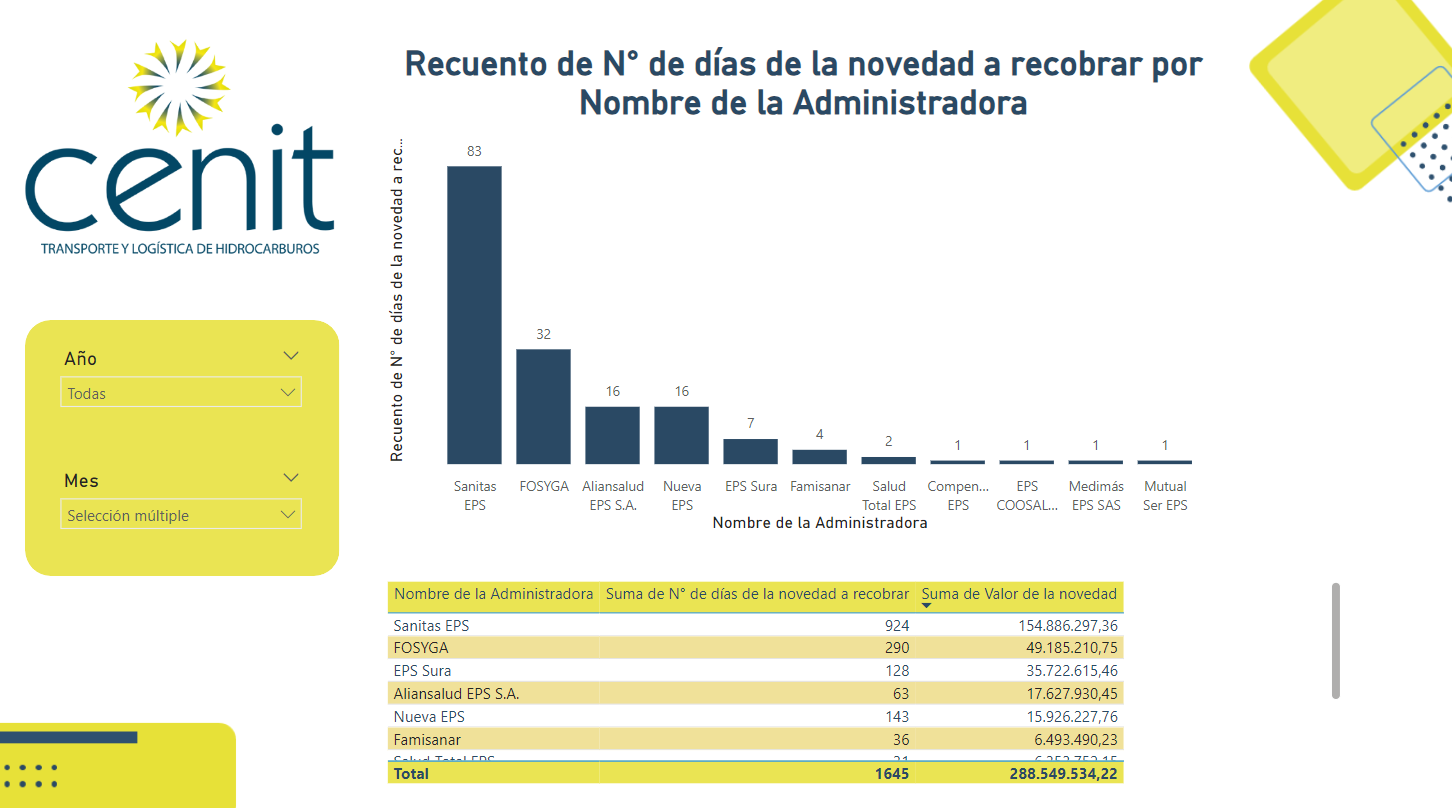 cenit
TRANSPORTE Y LOGÍSTICA DE HIDROCARBUROS
Año
Todas
Mes
Selección múltiple
Recuento de N° de días de la novedad a recobrar por
Nombre de la Administradora
Recuento de N° de días de la novedad a rec...
83
32
16
16
7
4
2
1
1
1
1
Sanitas
EPS
FOSYGA
Aliansalud
EPS S.A.
Nueva
EPS
EPS Sura
Famisanar
Salud
Total EPS
Compen...
EPS
EPS
COOSAL...
Medimás
EPS SAS
Mutual
Ser EPS
Nombre de la Administradora
Nombre de la Administradora Suma de N° de días de la novedad a recobrar Suma de Valor de la novedad
Sanitas EPS 924 154.886.297,36
FOSYGA 290 49.185.210,75
EPS Sura 128 35.722.615,46
Aliansalud EPS S.A. 63 17.627.930,45
Nueva EPS 143 15.926.227,76
Famisanar 36 6.493.490,23
Salud Total EPS
Total 1645 288.549.534,22